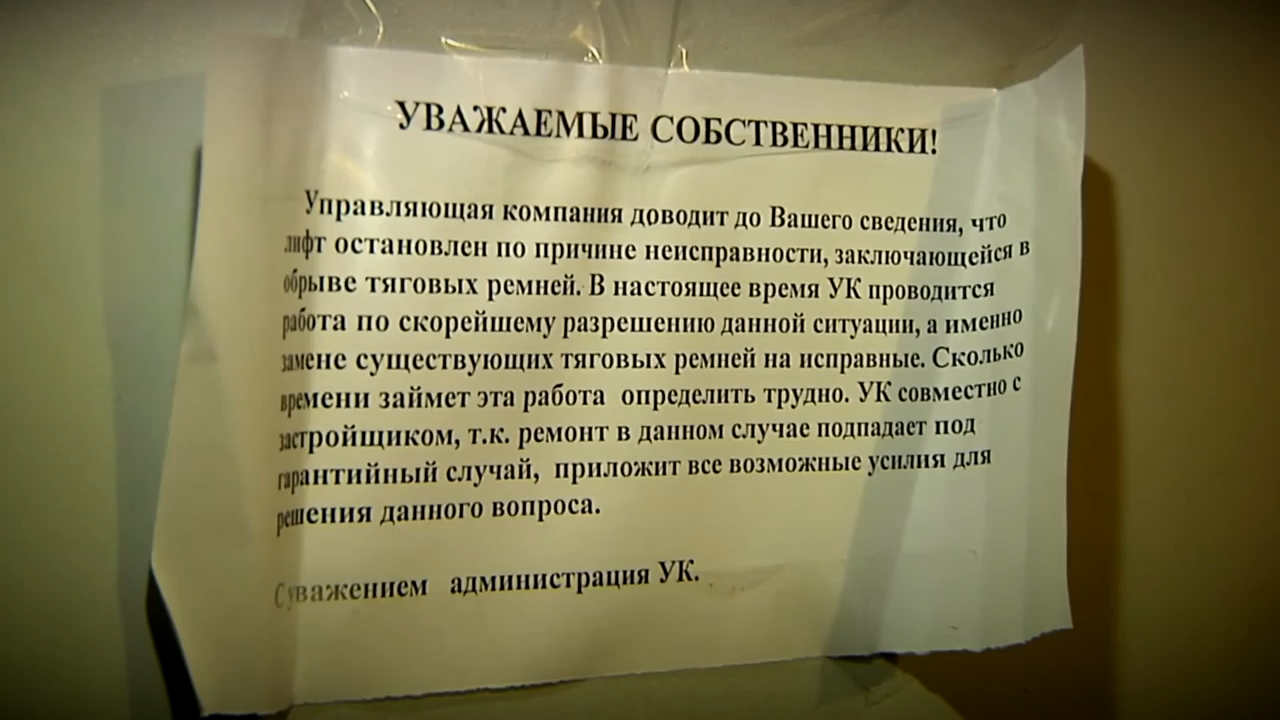 УВАЖАЕМЫЕ СОБСТВЕННИКИ!
Управляющая компания доводит до Вашего сведения, что
лифт остановлен по причине неисправности, заключающейся в
обрыве тяговых ремней. В настоящее время УК проводится
работа по скорейшему разрешению данной ситуации, а именно
замене существующих тяговых ремней на исправные. Сколько
времени займет эта работа определить трудно. УК совместно с
застройщиком, т.к. ремонт в данном случае подпадает под
гарантийный случай, приложит все возможные усилия для
решения данного вопроса.
С уважением администрация УК.